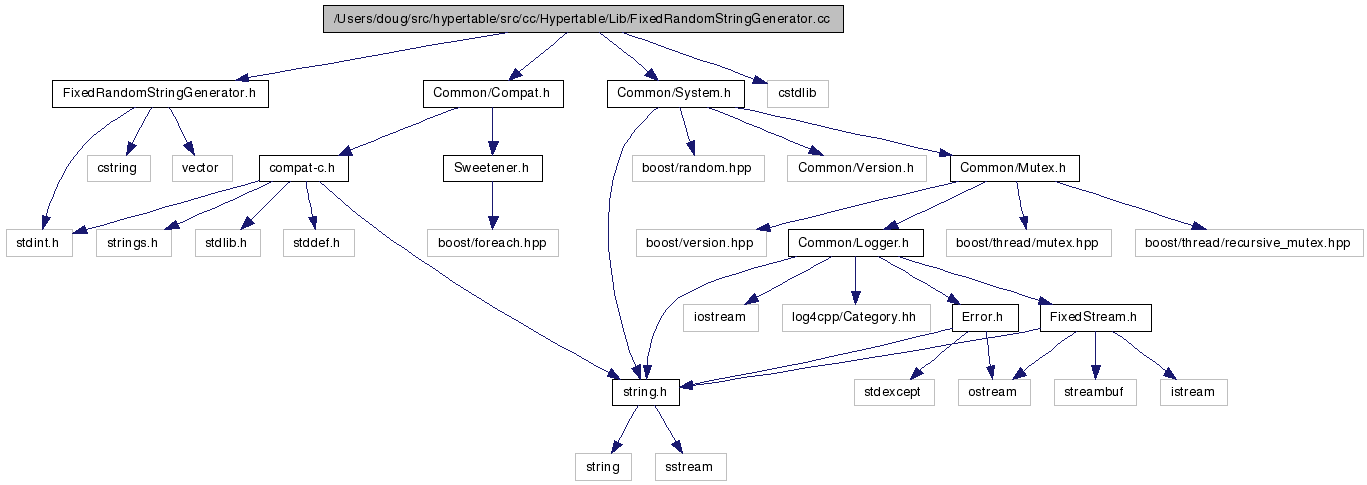 /Users/doug/src/hypertable/src/cc/Hypertable/Lib/FixedRandomStringGenerator.cc
FixedRandomStringGenerator.h
Common/Compat.h
Common/System.h
cstdlib
cstring
vector
compat-c.h
Sweetener.h
boost/random.hpp
Common/Version.h
Common/Mutex.h
stdint.h
strings.h
stdlib.h
stddef.h
boost/foreach.hpp
boost/version.hpp
Common/Logger.h
boost/thread/mutex.hpp
boost/thread/recursive_mutex.hpp
iostream
log4cpp/Category.hh
Error.h
FixedStream.h
string.h
stdexcept
ostream
streambuf
istream
string
sstream